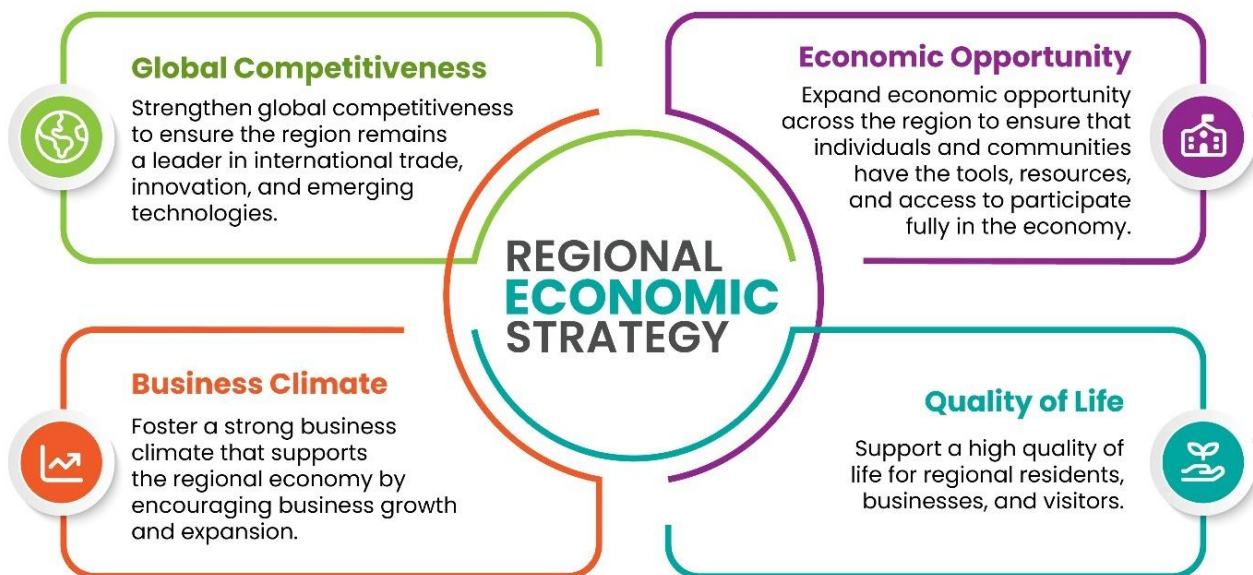 Global Competitiveness
Strengthen global competitiveness
to ensure the region remains
a leader in international trade,
innovation, and emerging
technologies.
Economic Opportunity
Expand economic opportunity
across the region to ensure that
individuals and communities
have the tools, resources,
and access to participate
fully in the economy.
REGIONAL
ECONOMIC
STRATEGY
Business Climate
Foster a strong business
climate that supports
the regional economy by
encouraging business growth
and expansion.
Quality of Life
Support a high quality of
life for regional residents,
businesses, and visitors.